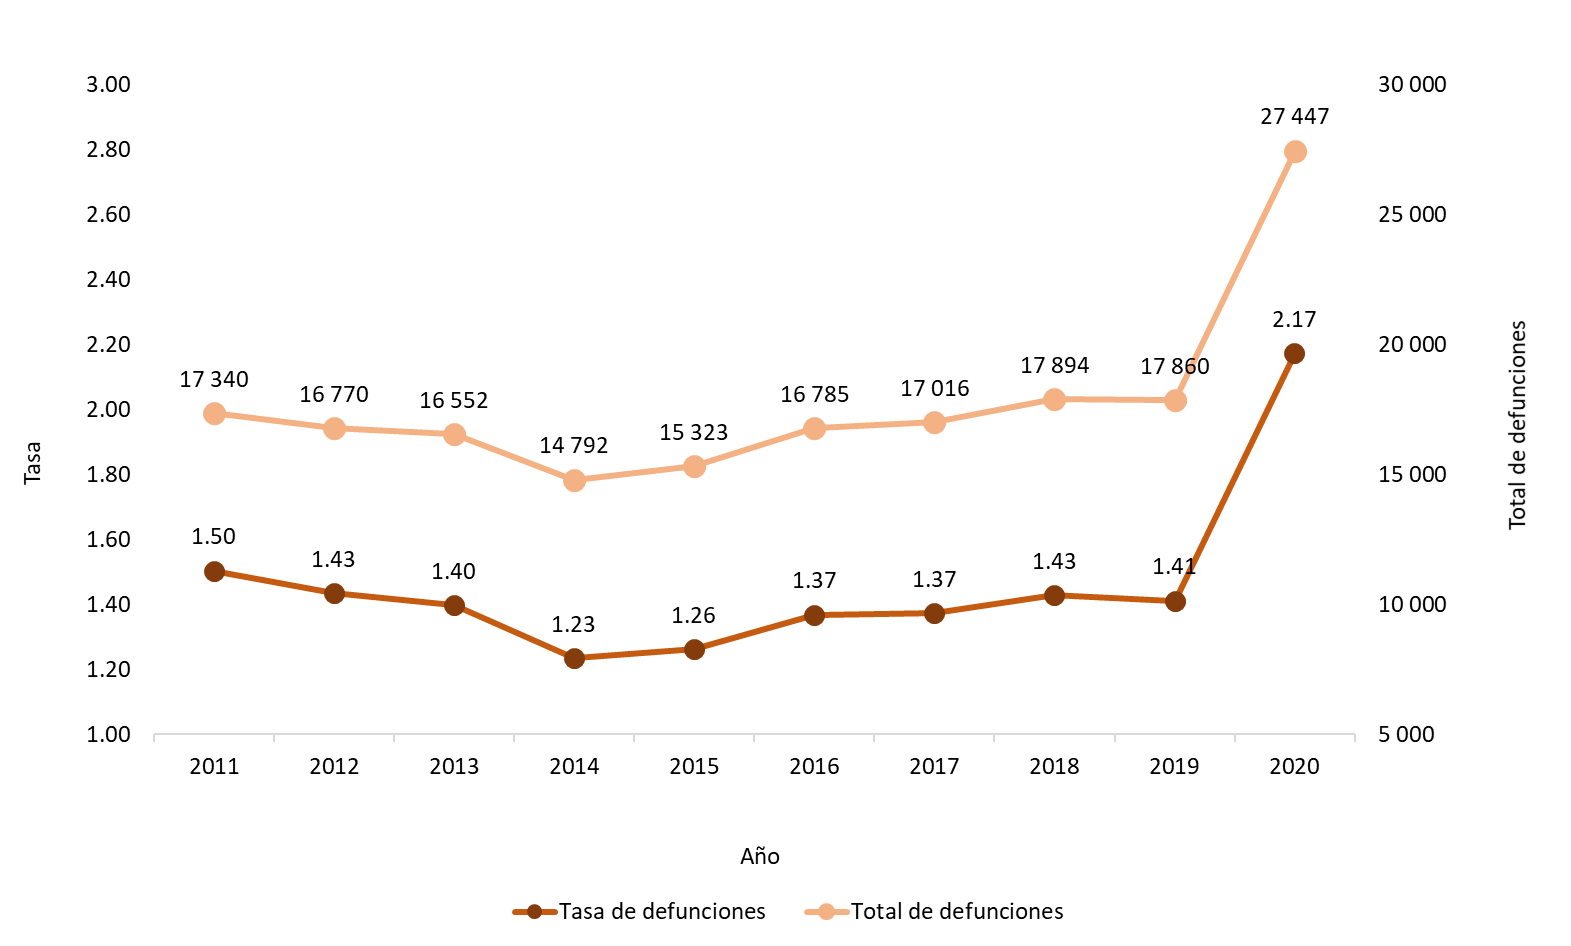 3.00
2.80
2.60
2.40
2.20
2.00
1.80
1.60
1.40
1.20
1.00
Tasa
30 000
25 000
20 000
15 000
10 000
5 000
Total de defunciones
17 340 16 770 16 552 14 792 15 323 16 785 17 016 17 894 17 860 27 447
1.50 1.43 1.40 1.23 1.26 1.37 1.37 1.43 1.41 2.17
2011 2012 2013 2014 2015 2016 2017 2018 2019 2020
Año
Tasa de defunciones Total de defunciones